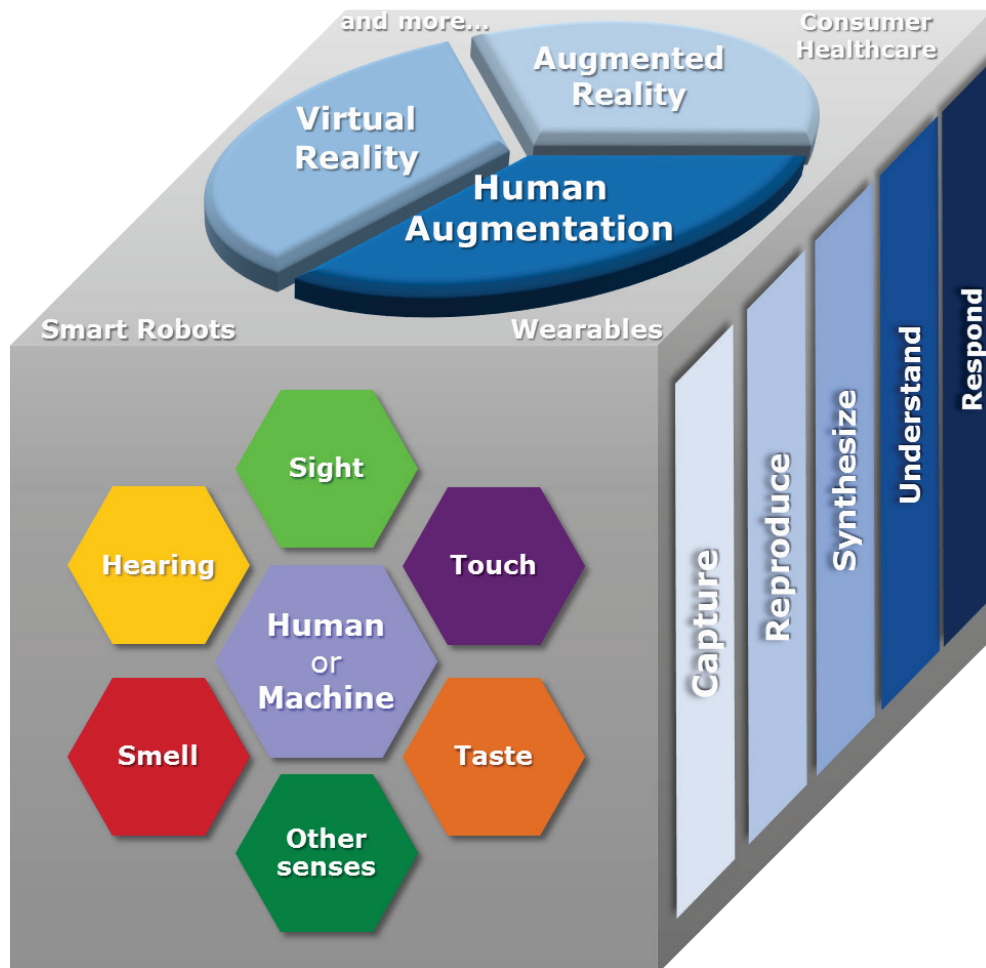 and more...
Consumer
Healthcare
Augmented
Reality
Virtual
Reality
Human
Augmentation
Smart Robots
Wearables
Sight
Hearing
Touch
Human
or
Machine
Smell
Taste
Other
senses
Capture
Reproduce
Synthesize
Understand
Respond